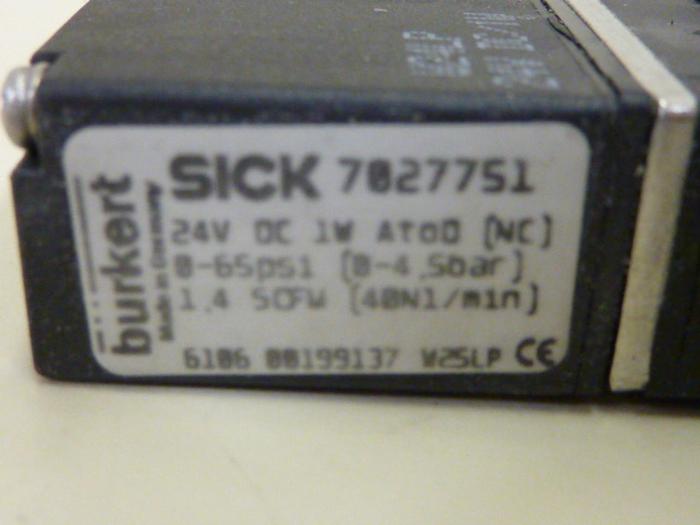 SICK 7027751
24V DC 1W AToD (NC)
0-65psi (0-4.5bar)
1.4 SCFM (40Nl/min)
6106 00199137 W25LP CE
bürkert
Made in Germany